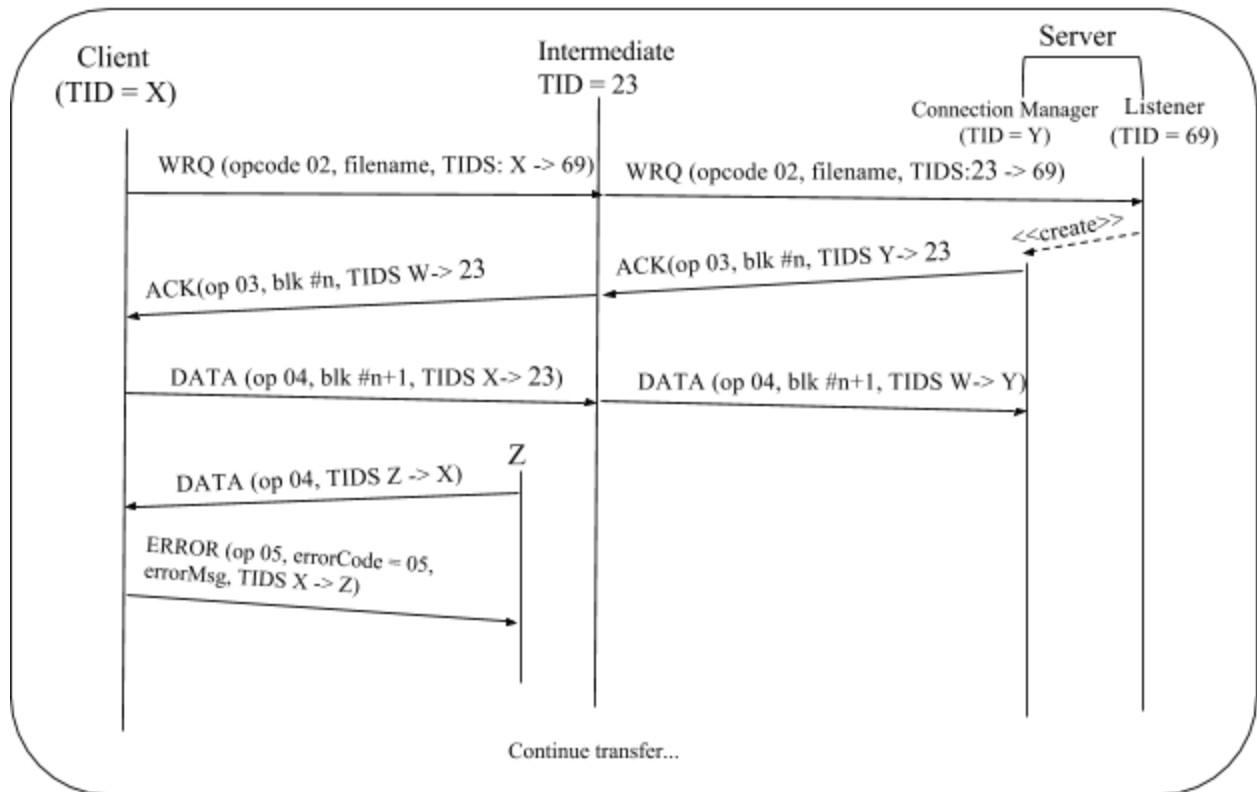 Client
(TID = X)
Intermediate
TID = 23
Server
Connection Manager
(TID = Y)
Listener
(TID = 69)
WRQ (opcode 02, filename, TIDS: X -> 69)
WRQ (opcode 02, filename, TIDS:23 -> 69)
<<create>>
ACK(op 03, blk #n, TIDS Y-> 23
ACK(op 03, blk #n, TIDS W-> 23
DATA (op 04, blk #n+1, TIDS X-> 23)
DATA (op 04, blk #n+1, TIDS W-> Y)
Z
DATA (op 04, TIDS Z -> X)
ERROR (op 05, errorCode = 05,
errorMsg, TIDS X -> Z)
Continue transfer...